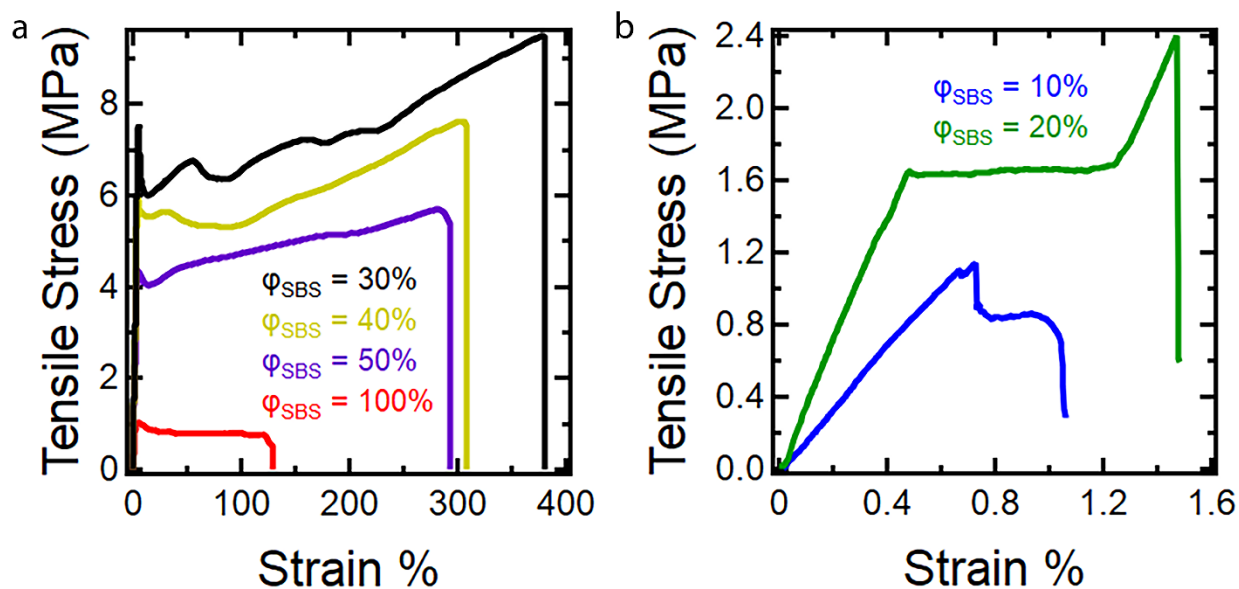 a
Tensile Stress (MPa)
8
6
4
2
0
φSBS = 30%
φSBS = 40%
φSBS = 50%
φSBS = 100%
0 100 200 300 400
Strain %
b
Tensile Stress (MPa)
2.4
2.0
1.6
1.2
0.8
0.4
0.0
φSBS = 10%
φSBS = 20%
0 0.4 0.8 1.2 1.6
Strain %